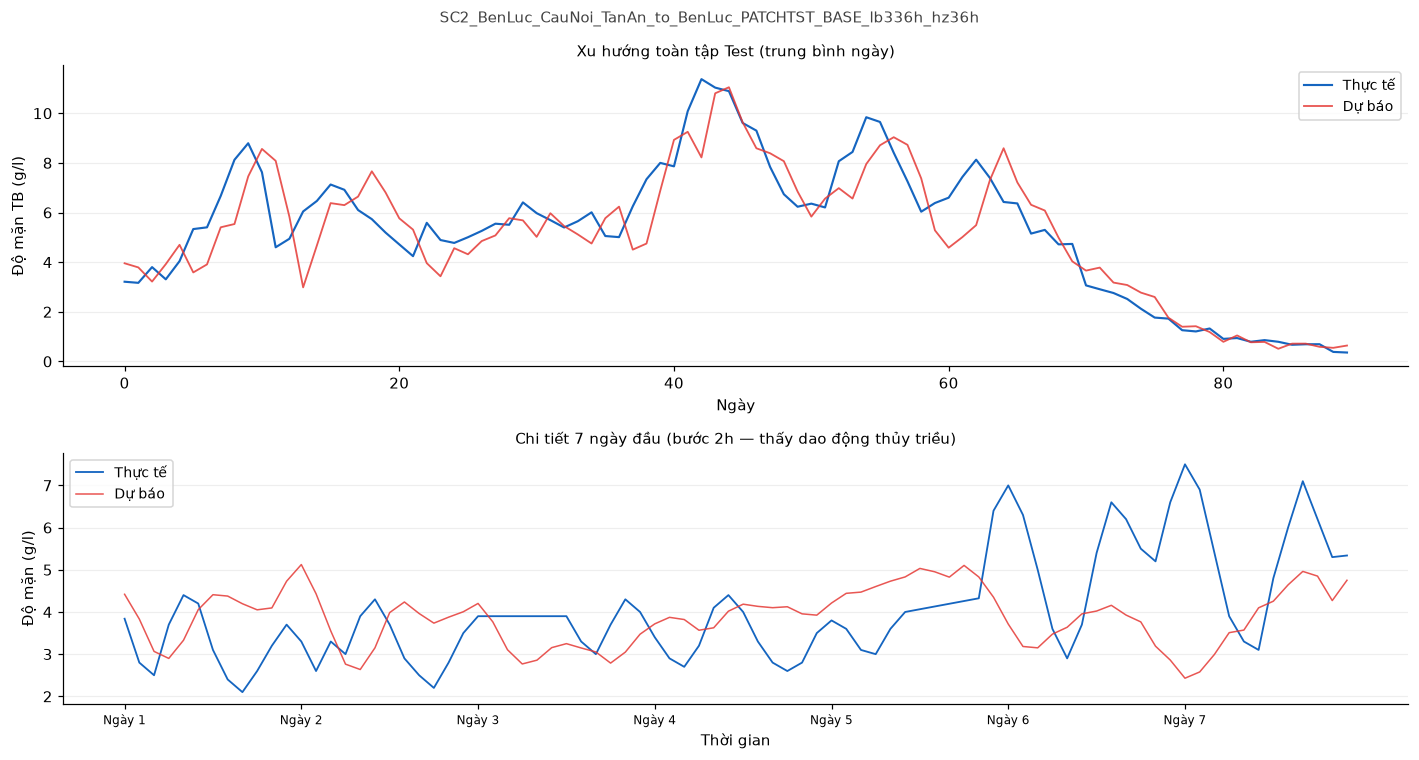 SC2_BenLuc_CauNoi_TanAn_to_BenLuc_PATCHTST_BASE_lb336h_hz36h
Xu hướng toàn tập Test (trung bình ngày)
Độ mặn TB (g/l)
10
8
6
4
2
0
Thực tế
Dự báo
0 20 40 60 80
Ngày
Chi tiết 7 ngày đầu (bước 2h — thấy dao động thủy triều)
Độ mặn (g/l)
7
6
5
4
3
2
Thực tế
Dự báo
Ngày 1 Ngày 2 Ngày 3 Ngày 4 Ngày 5 Ngày 6 Ngày 7
Thời gian